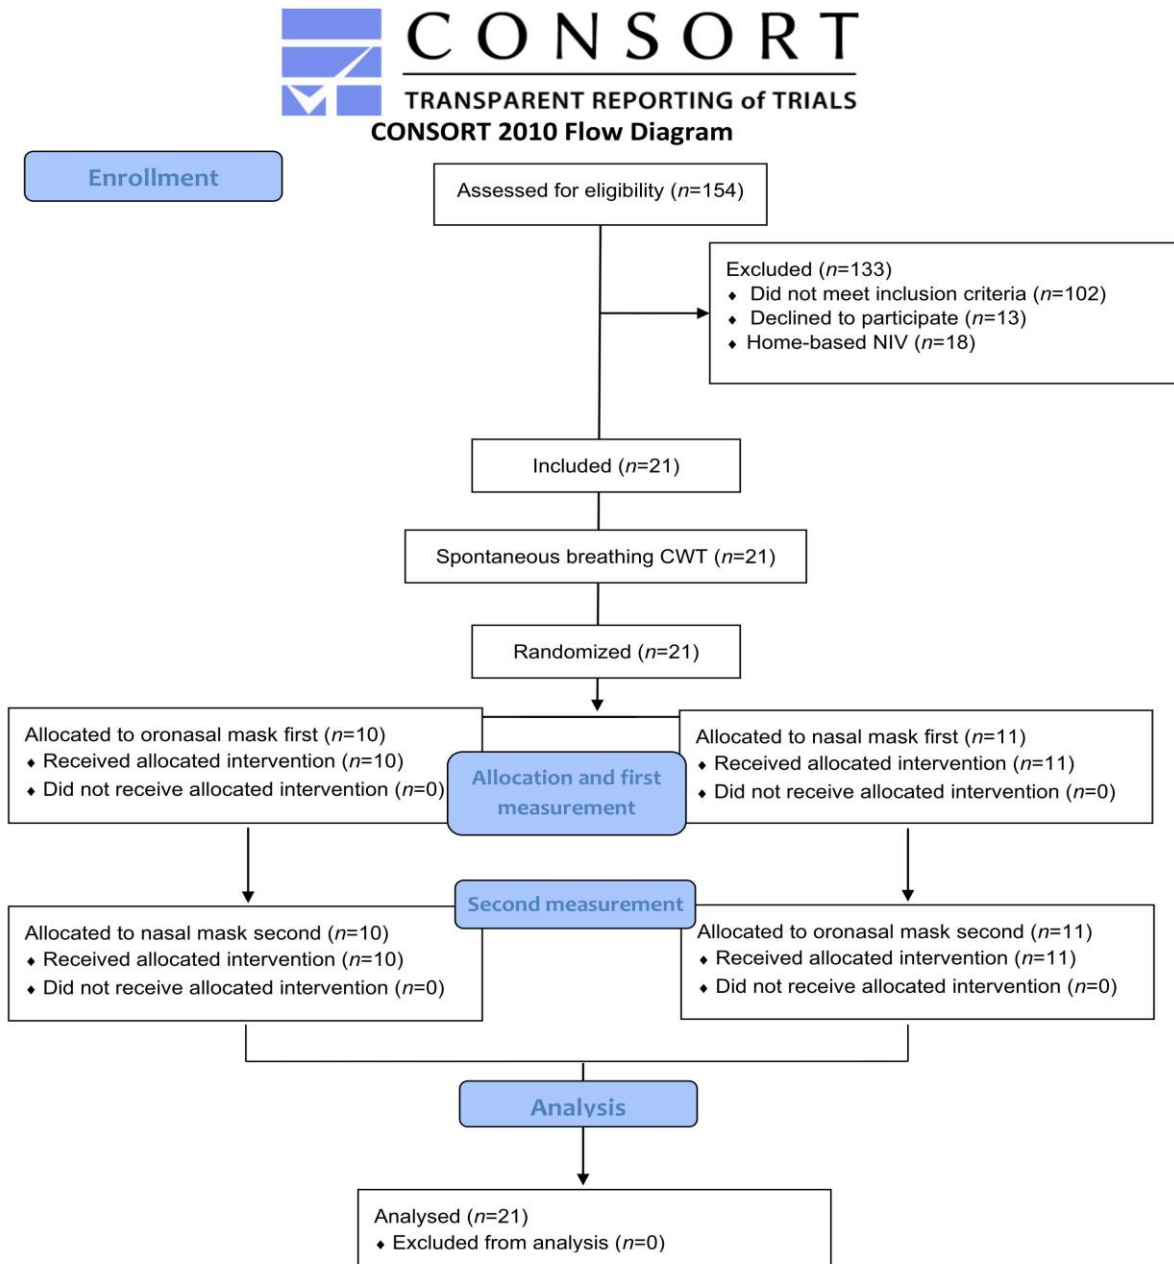 CONSORT
TRANSPARENT REPORTING of TRIALS
CONSORT 2010 Flow Diagram
Enrollment
Assessed for eligibility (n=154)
Excluded (n=133)
♦ Did not meet inclusion criteria (n=102)
♦ Declined to participate (n=13)
♦ Home-based NIV (n=18)
Included (n=21)
Spontaneous breathing CWT (n=21)
Randomized (n=21)
Allocated to oronasal mask first (n=10)
♦ Received allocated intervention (n=10)
♦ Did not receive allocated intervention (n=0)
Allocation and first
measurement
Allocated to nasal mask first (n=11)
♦ Received allocated intervention (n=11)
♦ Did not receive allocated intervention (n=0)
Allocated to nasal mask second (n=10)
♦ Received allocated intervention (n=10)
♦ Did not receive allocated intervention (n=0)
Second measurement
Allocated to oronasal mask second (n=11)
♦ Received allocated intervention (n=11)
♦ Did not receive allocated intervention (n=0)
Analysis
Analysed (n=21)
♦ Excluded from analysis (n=0)